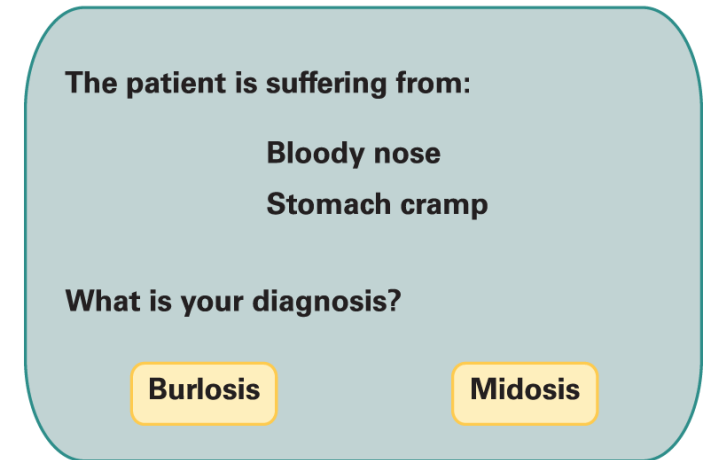 The patient is suffering from:
Bloody nose
Stomach cramp
What is your diagnosis?
Burlosis Midosis